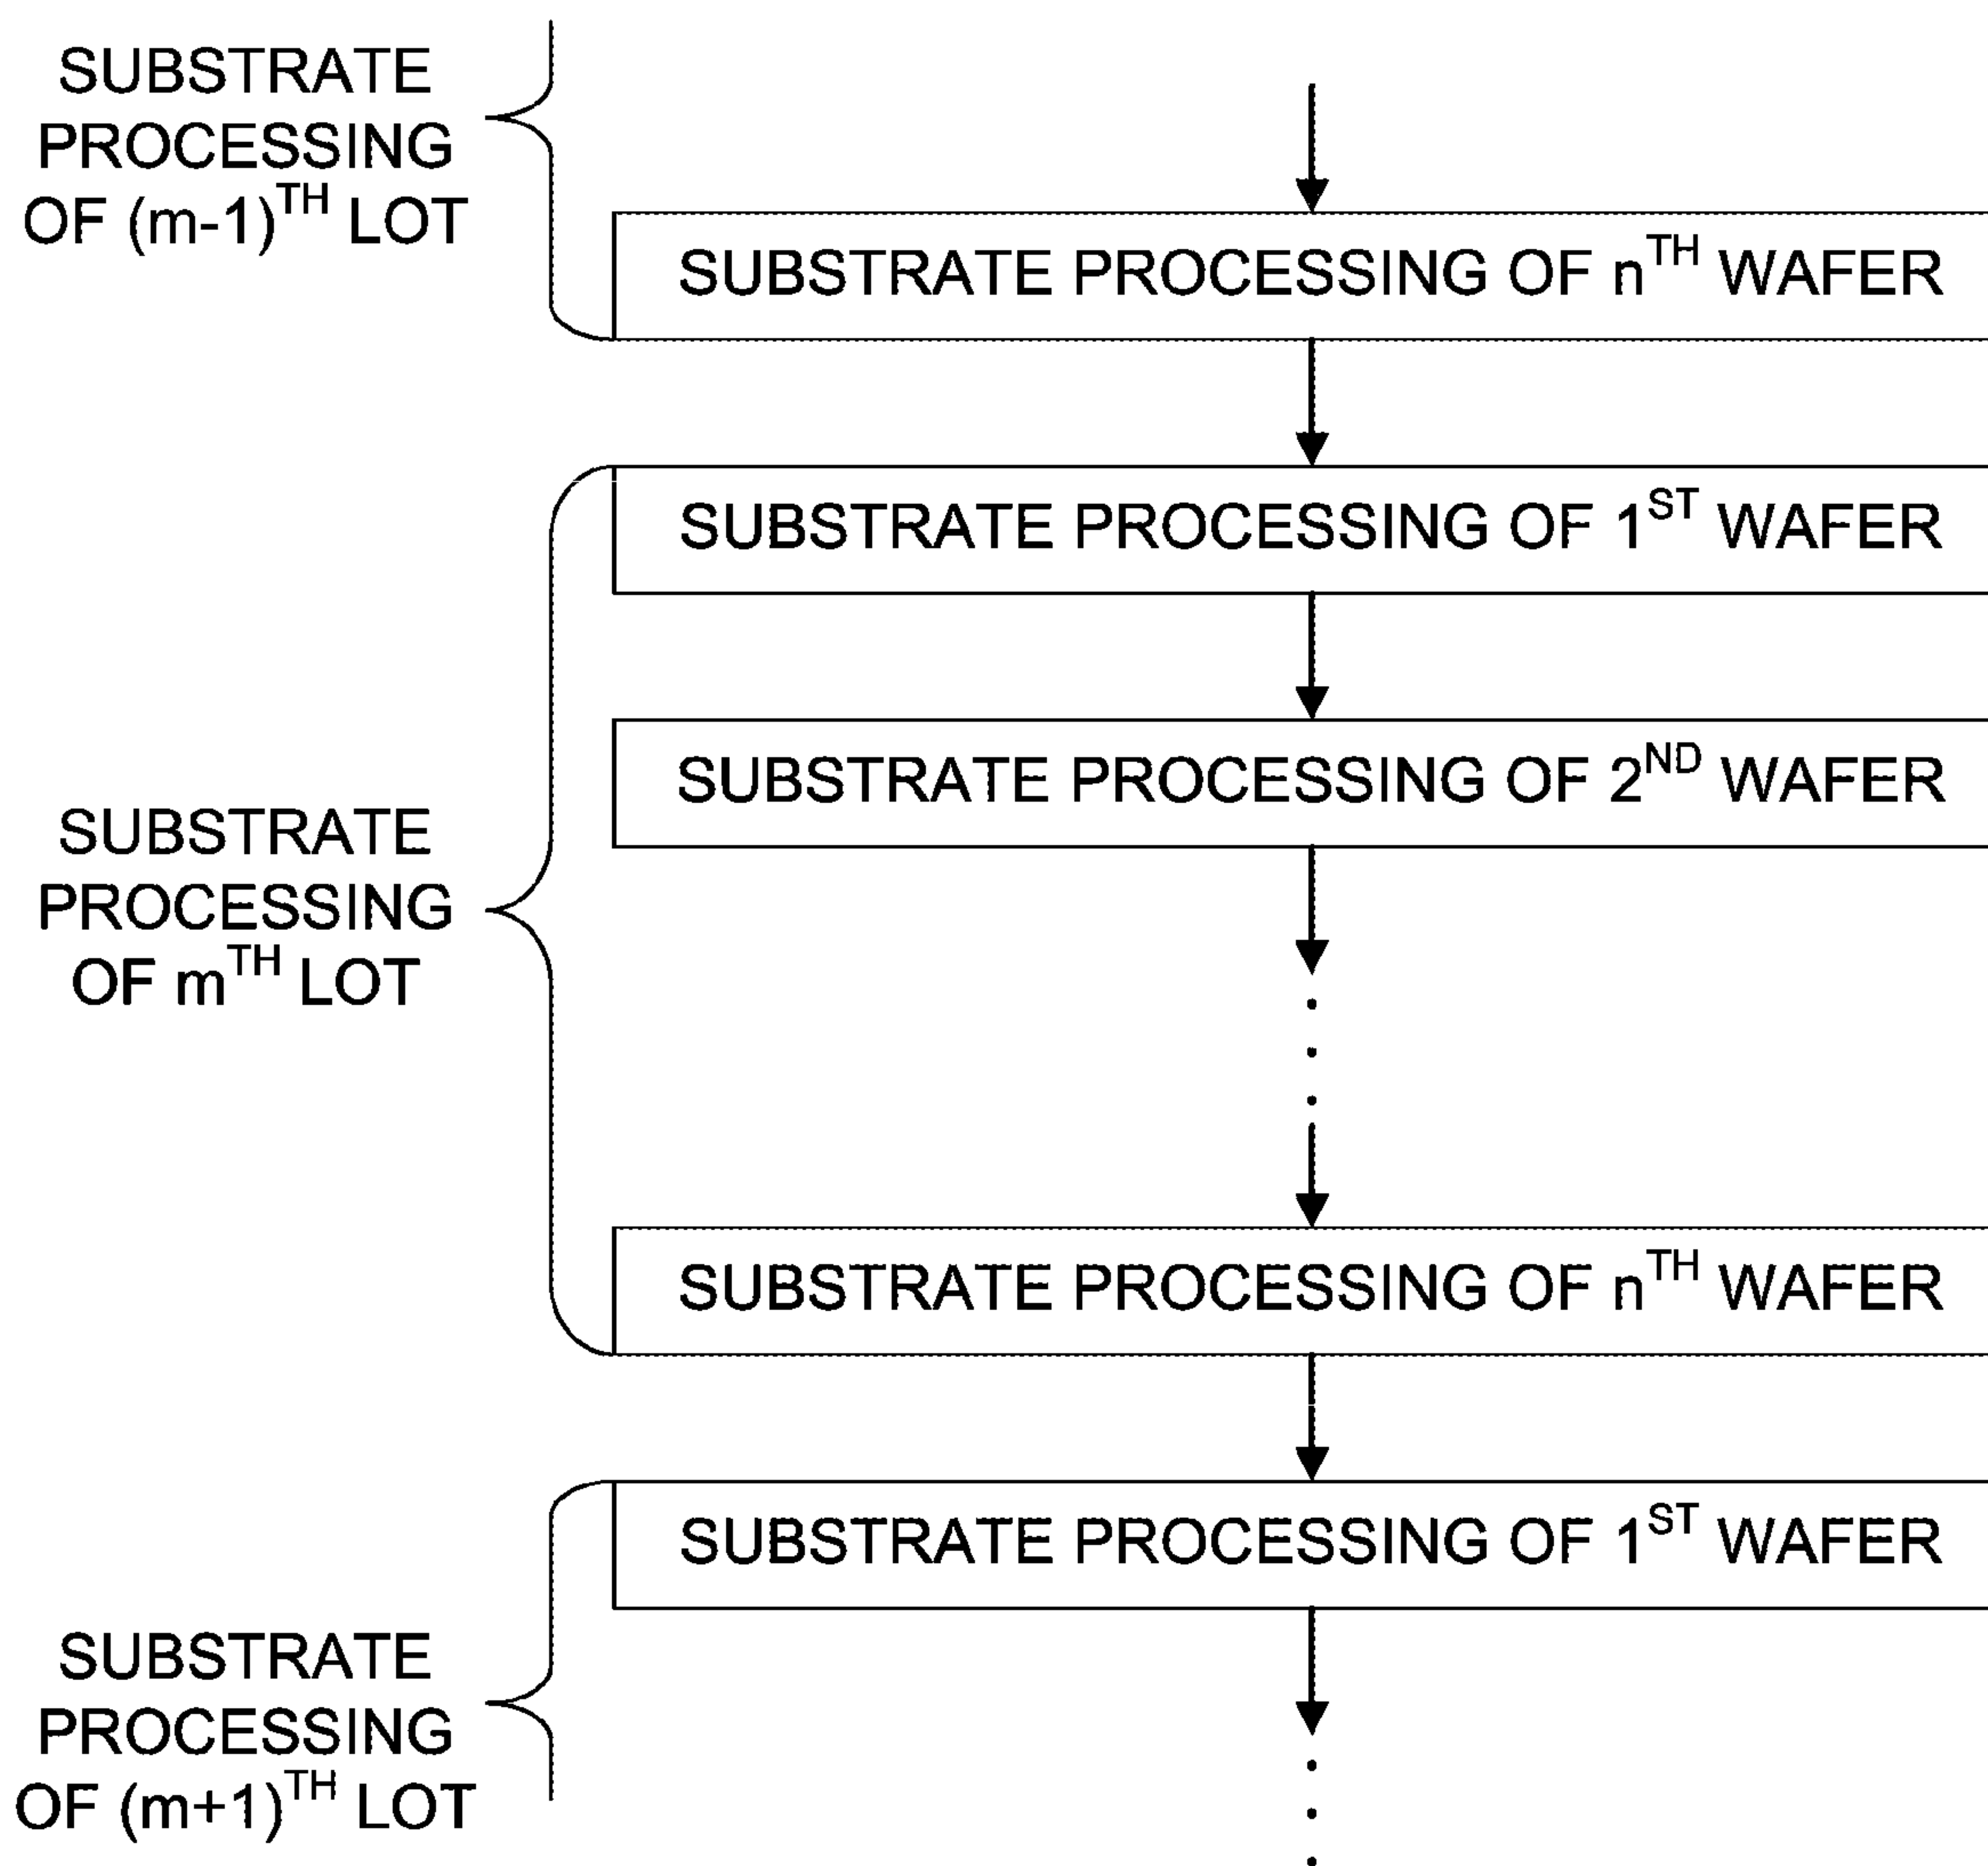 SUBSTRATE
PROCESSING
OF (m-1)TH LOT
SUBSTRATE PROCESSING OF nTH WAFER
SUBSTRATE PROCESSING OF 1ST WAFER
SUBSTRATE PROCESSING OF 2ND WAFER
SUBSTRATE
PROCESSING
OF mTH LOT
SUBSTRATE PROCESSING OF nTH WAFER
SUBSTRATE PROCESSING OF 1ST WAFER
SUBSTRATE
PROCESSING
OF (m+1)TH LOT